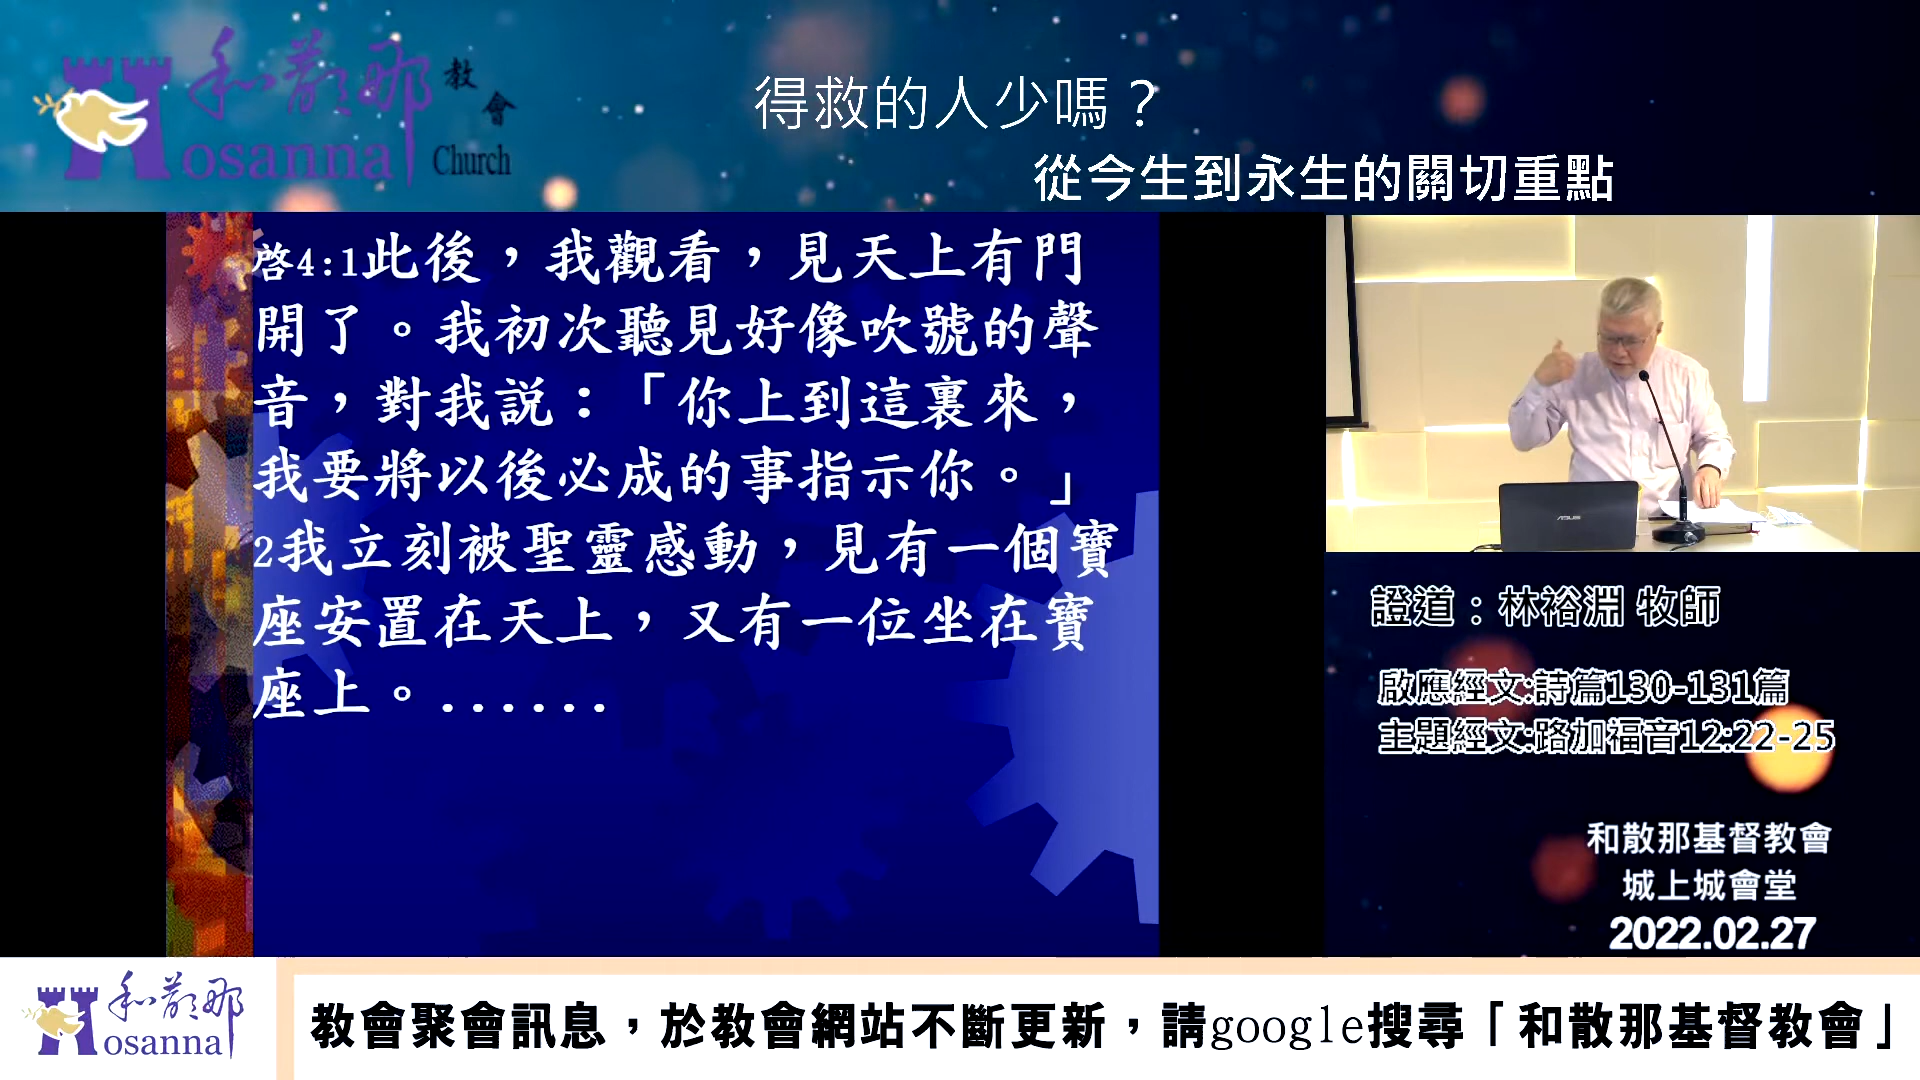 和散那
教會
Hosanna
Church
得救的人少嗎？
從今生到永生的關切重點
啓4:1此後，我觀看，見天上有門
開了。我初次聽見好像吹號的聲
音，對我説：「你上到這裏來，
我要將以後必成的事指示你。」
2我立刻被聖靈感動，見有一個寶
座安置在天上，又有一位坐在寶
座上。......
ASUS
證道：林裕淵 牧師
啟應經文:詩篇130-131篇
主題經文:路加福音12:22-25
和散那基督教會
城上城會堂
2022.02.27
和散那
Hosanna
教會聚會訊息，於教會網站不斷更新，請google搜尋「和散那基督教會」